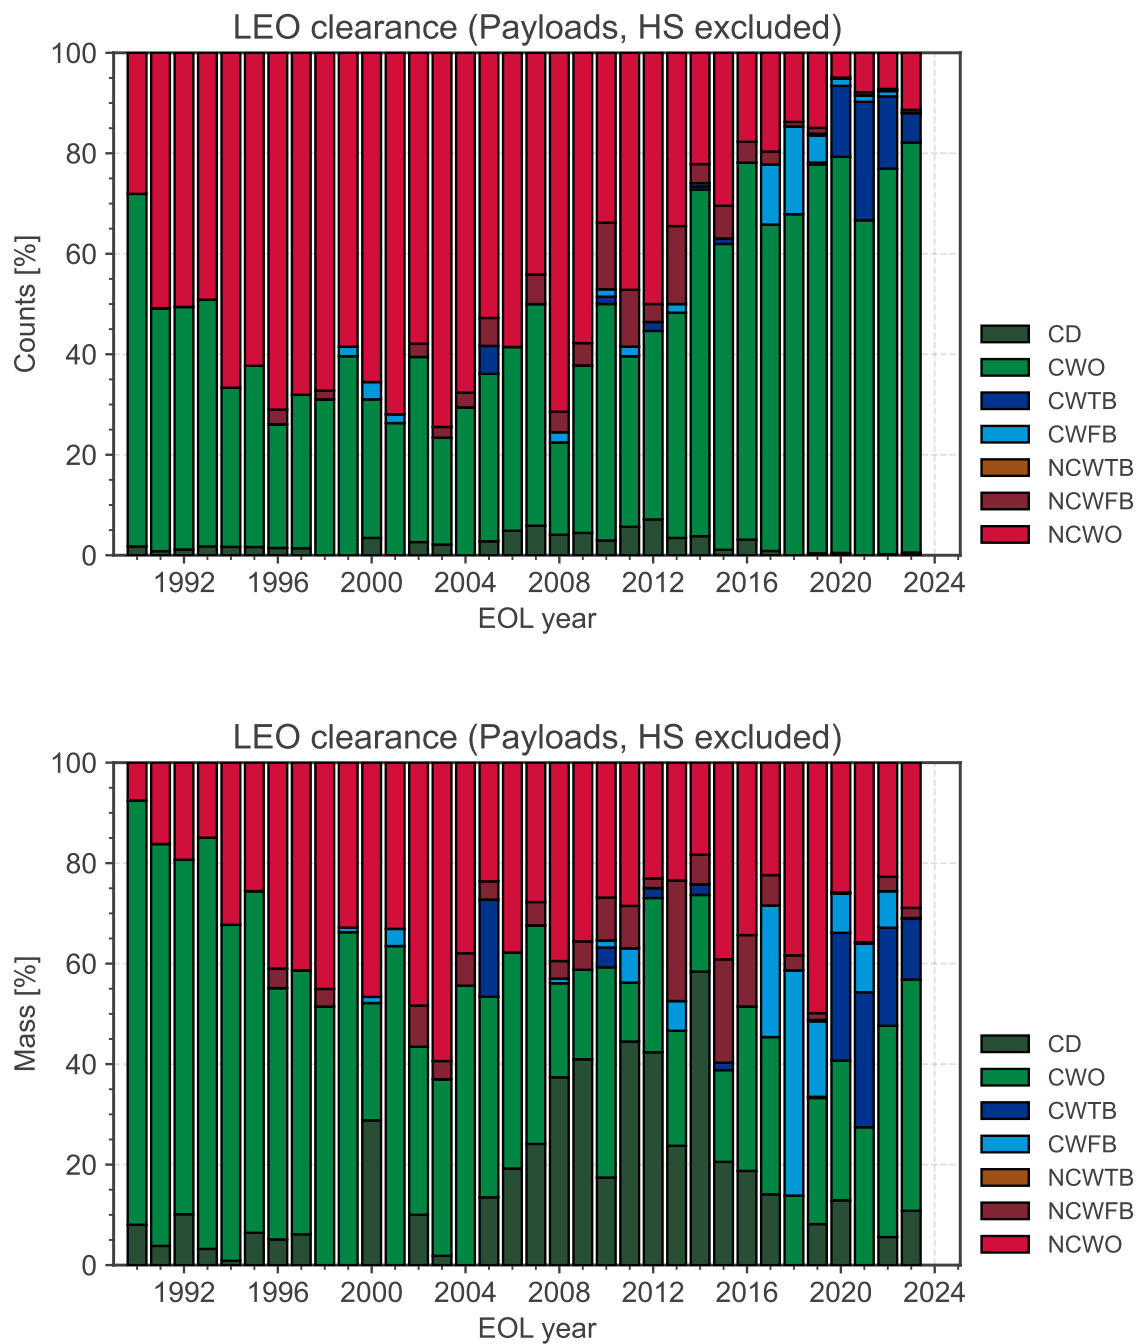 LEO clearance (Payloads, HS excluded)
100
80
60
40
20
0
Counts [%]
1992 1996 2000 2004 2008 2012 2016 2020 2024
EOL year
CD
CWO
CWTB
CWFB
NCWTB
NCWFB
NCWO
LEO clearance (Payloads, HS excluded)
100
80
60
40
20
0
Mass [%]
1992 1996 2000 2004 2008 2012 2016 2020 2024
EOL year
CD
CWO
CWTB
CWFB
NCWTB
NCWFB
NCWO